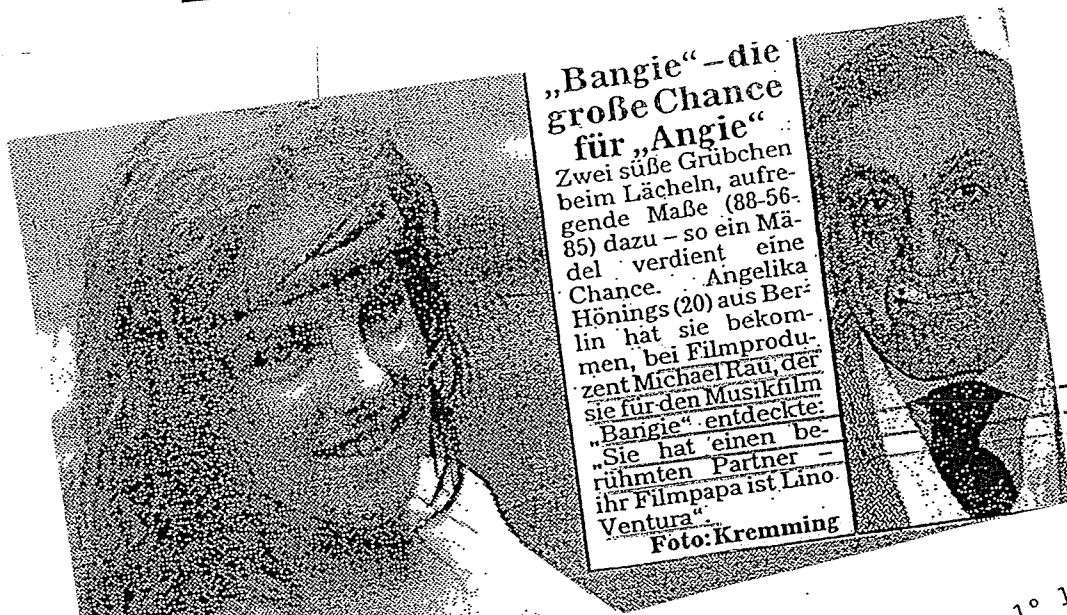 „Bangie“ – die
große Chance
für „Angie“
Zwei süße Grübchen
beim Lächeln, aufre-
gende Maße (88-56-
85) dazu – so ein Mä-
del verdient eine
Chance. Angelika
Hönings (20) aus Ber-
lin hat sie bekom-
men, bei Filmprodu-
zent Michael Rau, der
sie für den Musikfilm
„Bangie“ entdeckte:
„Sie hat einen be-
rühmten Partner –
ihr Filmpapa ist Lino
Ventura“.
Foto: Kremming